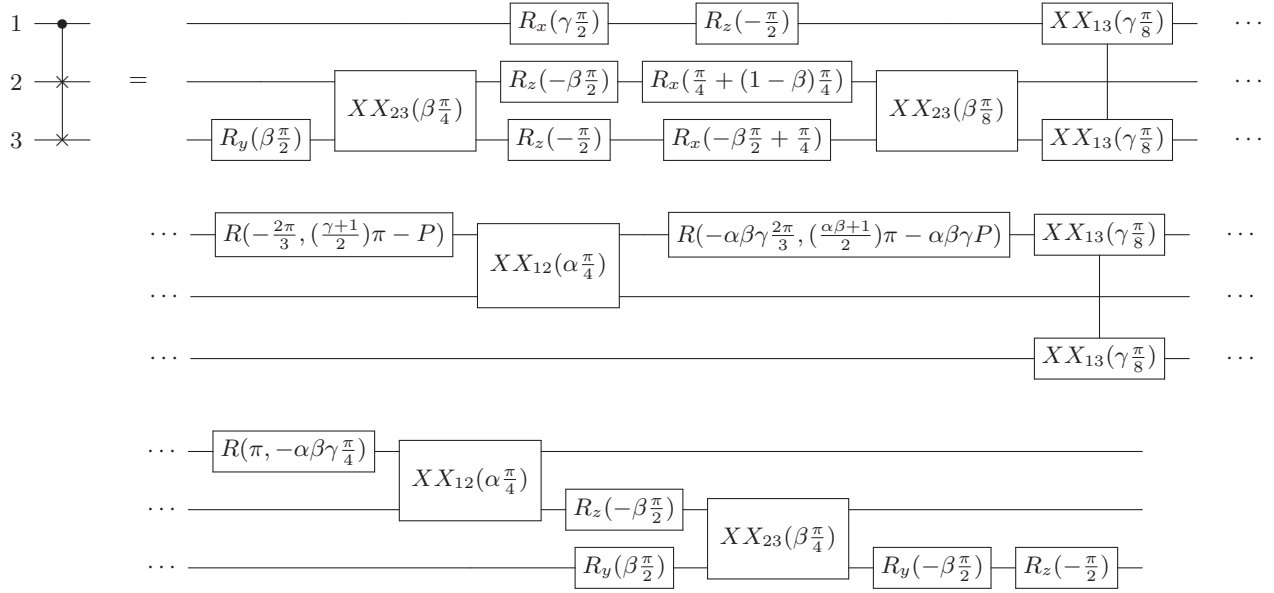 1 R_x(γπ/2) R_z(−π/2) XX_13(γπ/8) ⋯
2 = R_z(−βπ/2) R_x(π/4 + (1 − β)π/4) ⋯
XX_23(βπ/4) XX_23(βπ/8)
3 R_y(βπ/2) R_z(−π/2) R_x(−βπ/2 + π/4) XX_13(γπ/8) ⋯
⋯ R(−2π/3, ((γ+1)/2)π − P) R(−αβγ2π/3, ((αβ+1)/2)π − αβγP) XX_13(γπ/8) ⋯
XX_12(απ/4)
⋯ ⋯
⋯ XX_13(γπ/8) ⋯
⋯ R(π, −αβγπ/4)
XX_12(απ/4)
⋯ R_z(−βπ/2)
XX_23(βπ/4)
⋯ R_y(βπ/2) R_y(−βπ/2) R_z(−π/2)